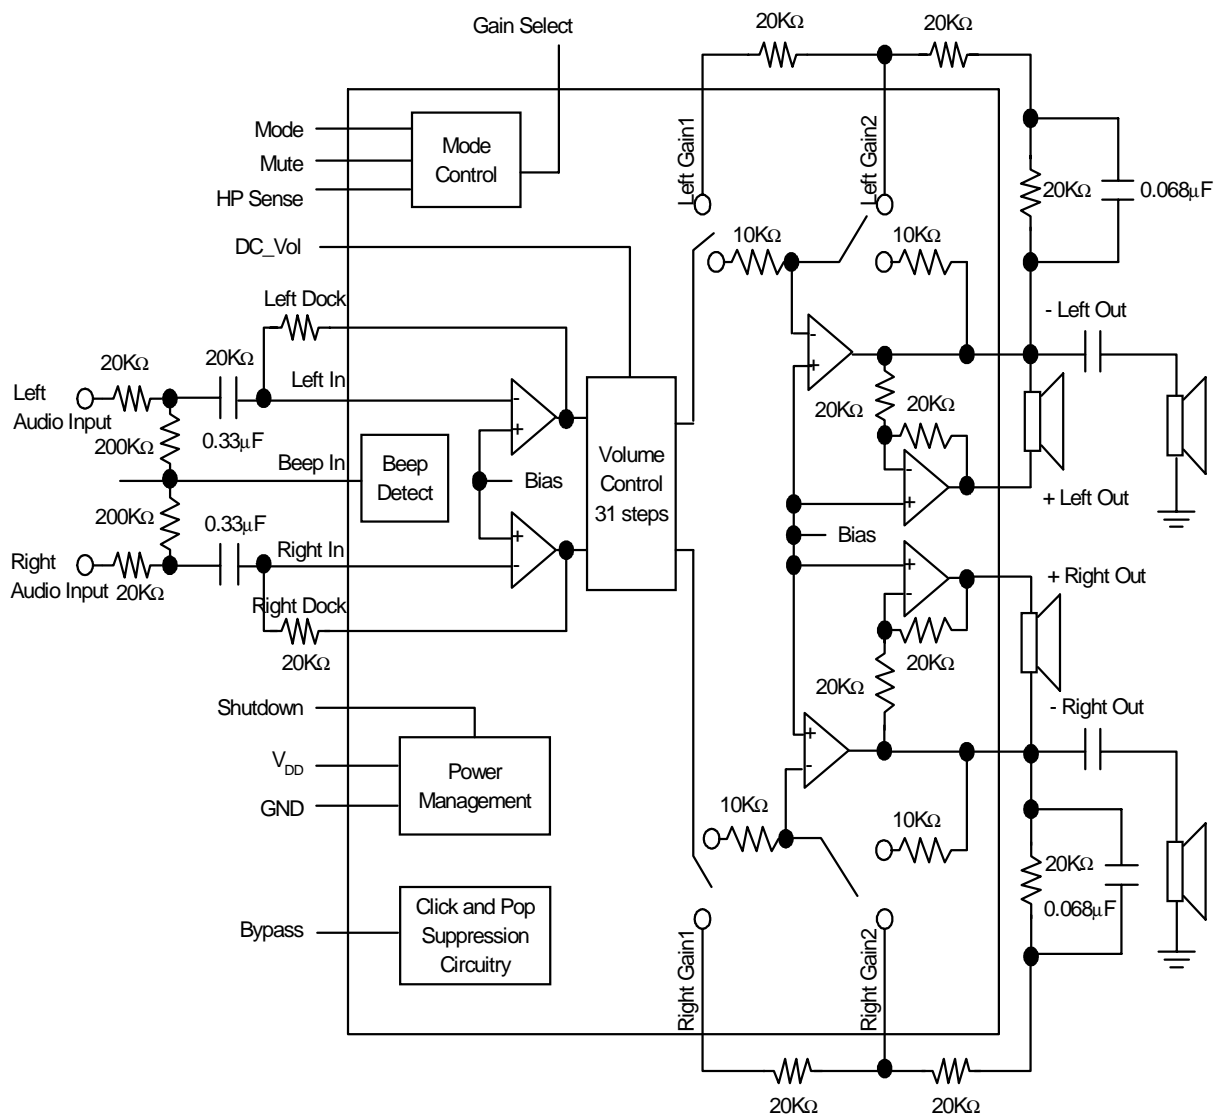 Gain Select
20KΩ
20KΩ
Mode
Mute
HP Sense
Mode
Control
Left Gain1
Left Gain2
20KΩ
0.068µF
DC_Vol
10KΩ
10KΩ
Left Dock
- Left Out
20KΩ
20KΩ
Left In
Left
Audio Input
200KΩ
0.33µF
-
+
Beep In
Beep
Detect
Bias
Volume
Control
31 steps
-
+
20KΩ
20KΩ
-
+
+ Left Out
200KΩ
0.33µF
Right In
+
-
Bias
Right
Audio Input
20KΩ
Right Dock
20KΩ
+
-
+ Right Out
20KΩ
20KΩ
Shutdown
- Right Out
+
-
VDD
GND
Power
Management
10KΩ
10KΩ
20KΩ
0.068µF
Bypass
Click and Pop
Suppression
Circuitry
Right Gain1
Right Gain2
20KΩ
20KΩ